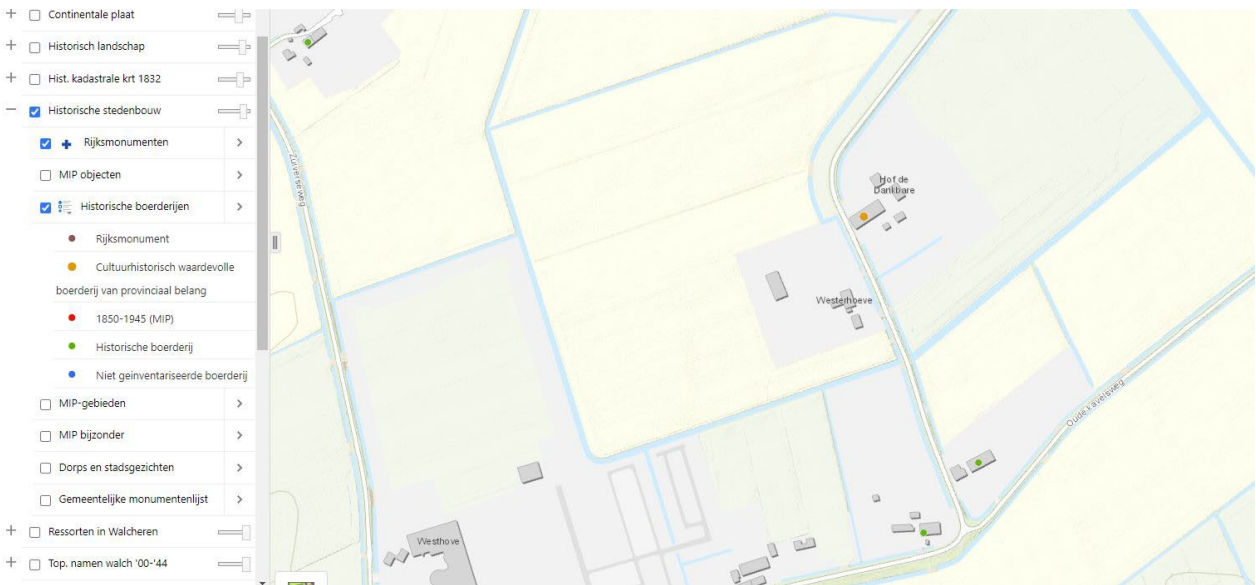 Continentale plaat
Historisch landschap
Hist. kadastrale krt 1832
Historische stedenbouw
Rijksmonumenten
MIP objecten
Historische boerderijen
Rijksmonument
Cultuurhistorisch waardevolle
boerderij van provinciaal belang
1850-1945 (MIP)
Historische boerderij
Niet geinventariseerde boerderij
MIP-gebieden
MIP bijzonder
Dorps en stadsgezichten
Gemeentelijke monumentenlijst
Ressorten in Walcheren
Top. namen walch '00-'44
Zuiverseweg
Hof de
Dankbare
Westerhoeve
Oude kavelsweg
Westhove